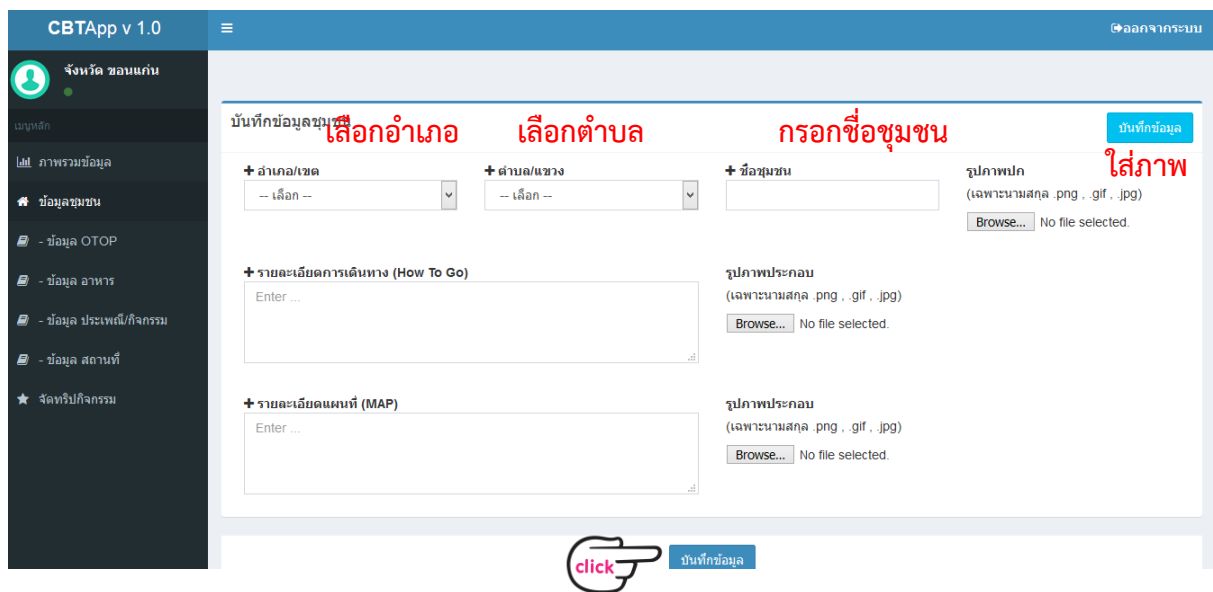 CBTApp v 1.0
ออกจากระบบ
จังหวัด ขอนแก่น
เมนูหลัก
ภาพรวมข้อมูล
ข้อมูลชุมชน
- ข้อมูล OTOP
- ข้อมูล อาหาร
- ข้อมูล ประเพณี/กิจกรรม
- ข้อมูล สถานที่
จัดทริปกิจกรรม
บันทึกข้อมูลชุมชน
เลือกอำเภอ
เลือกตำบล
กรอกชื่อชุมชน
บันทึกข้อมูล
ใส่ภาพ
อำเภอ/เขต
-- เลือก --
ตำบล/แขวง
-- เลือก --
ชื่อชุมชน
รูปภาพปก
(เฉพาะนามสกุล .png , .gif , .jpg)
Browse... No file selected.
รายละเอียดการเดินทาง (How To Go)
Enter ...
รูปภาพประกอบ
(เฉพาะนามสกุล .png , .gif , .jpg)
Browse... No file selected.
รายละเอียดแผนที่ (MAP)
Enter ...
รูปภาพประกอบ
(เฉพาะนามสกุล .png , .gif , .jpg)
Browse... No file selected.
click
บันทึกข้อมูล